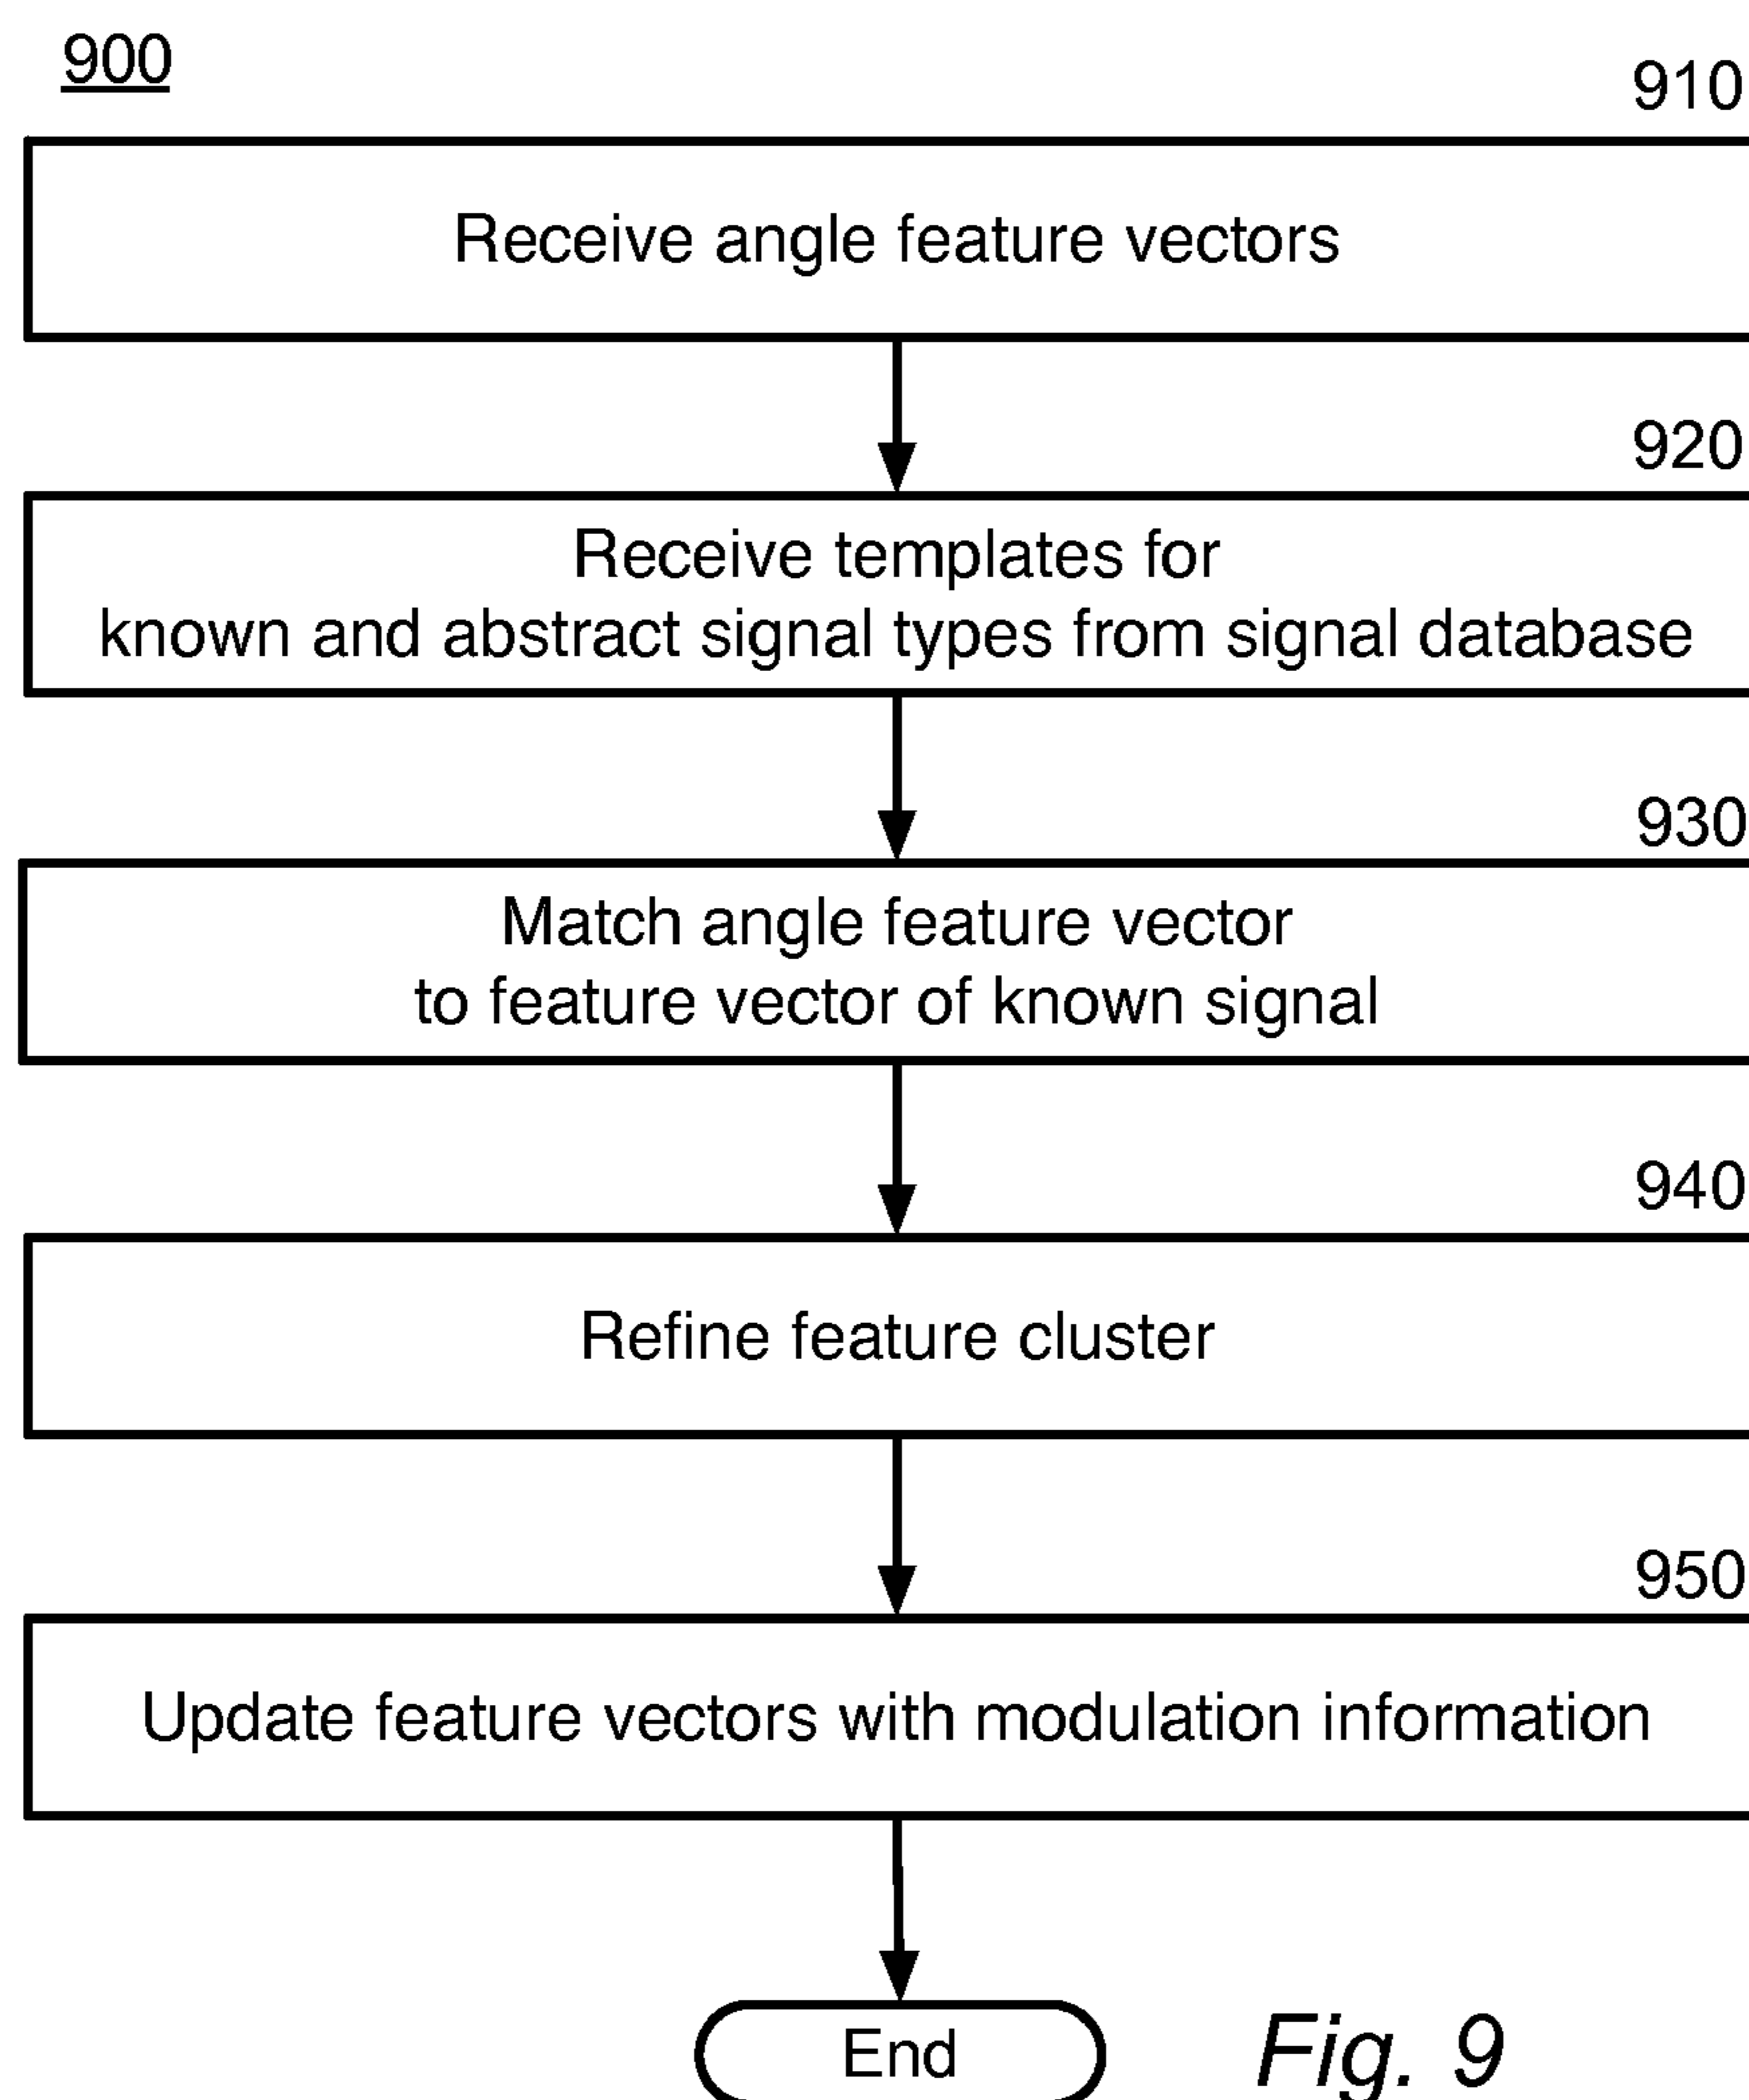 900
910
Receive angle feature vectors
920
Receive templates for
known and abstract signal types from signal database
930
Match angle feature vector
to feature vector of known signal
940
Refine feature cluster
950
Update feature vectors with modulation information
End
Fig. 9